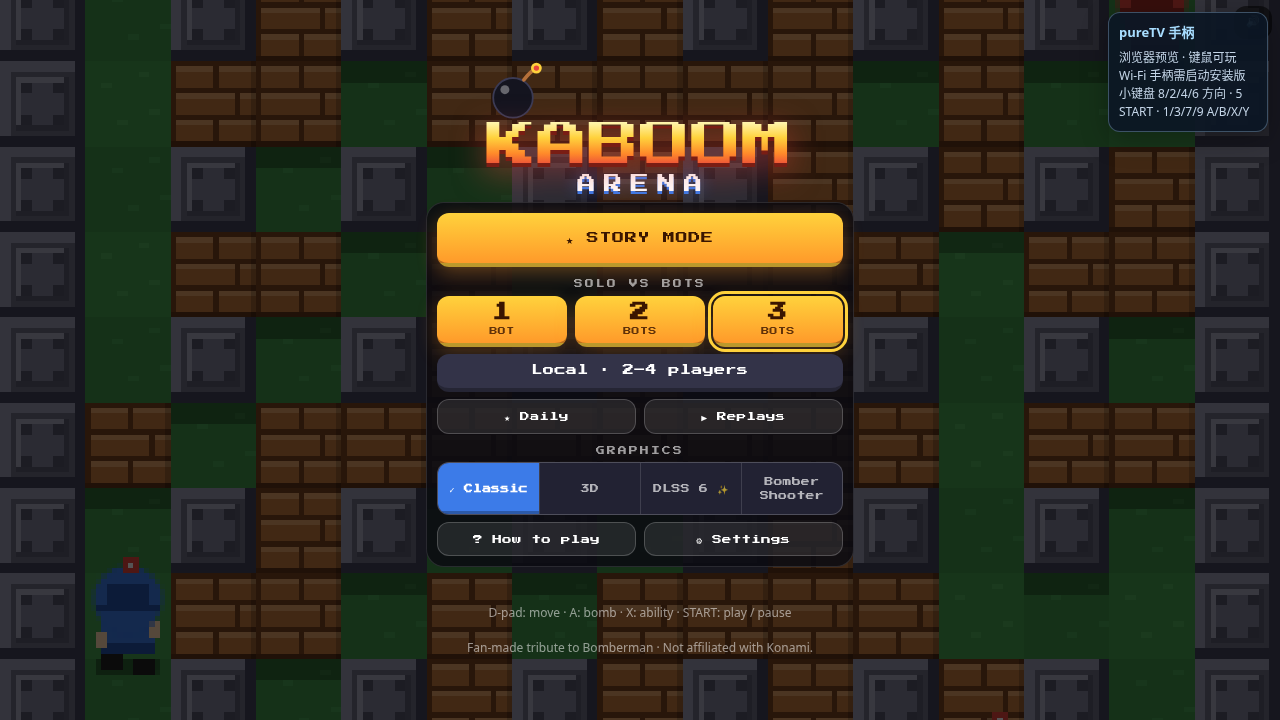 KABOOM
ARENA
★ STORY MODE
SOLO VS BOTS
1
BOT
2
BOTS
3
BOTS
Local · 2–4 players
★ Daily
▶ Replays
GRAPHICS
✓ Classic
3D
DLSS 6 ✨
Bomber
Shooter
? How to play
⚙ Settings
D-pad: move · A: bomb · X: ability · START: play / pause
Fan-made tribute to Bomberman · Not affiliated with Konami.
pureTV 手柄
浏览器预览 · 键鼠可玩
Wi-Fi 手柄需启动安装版
小键盘 8/2/4/6 方向 · 5
START · 1/3/7/9 A/B/X/Y